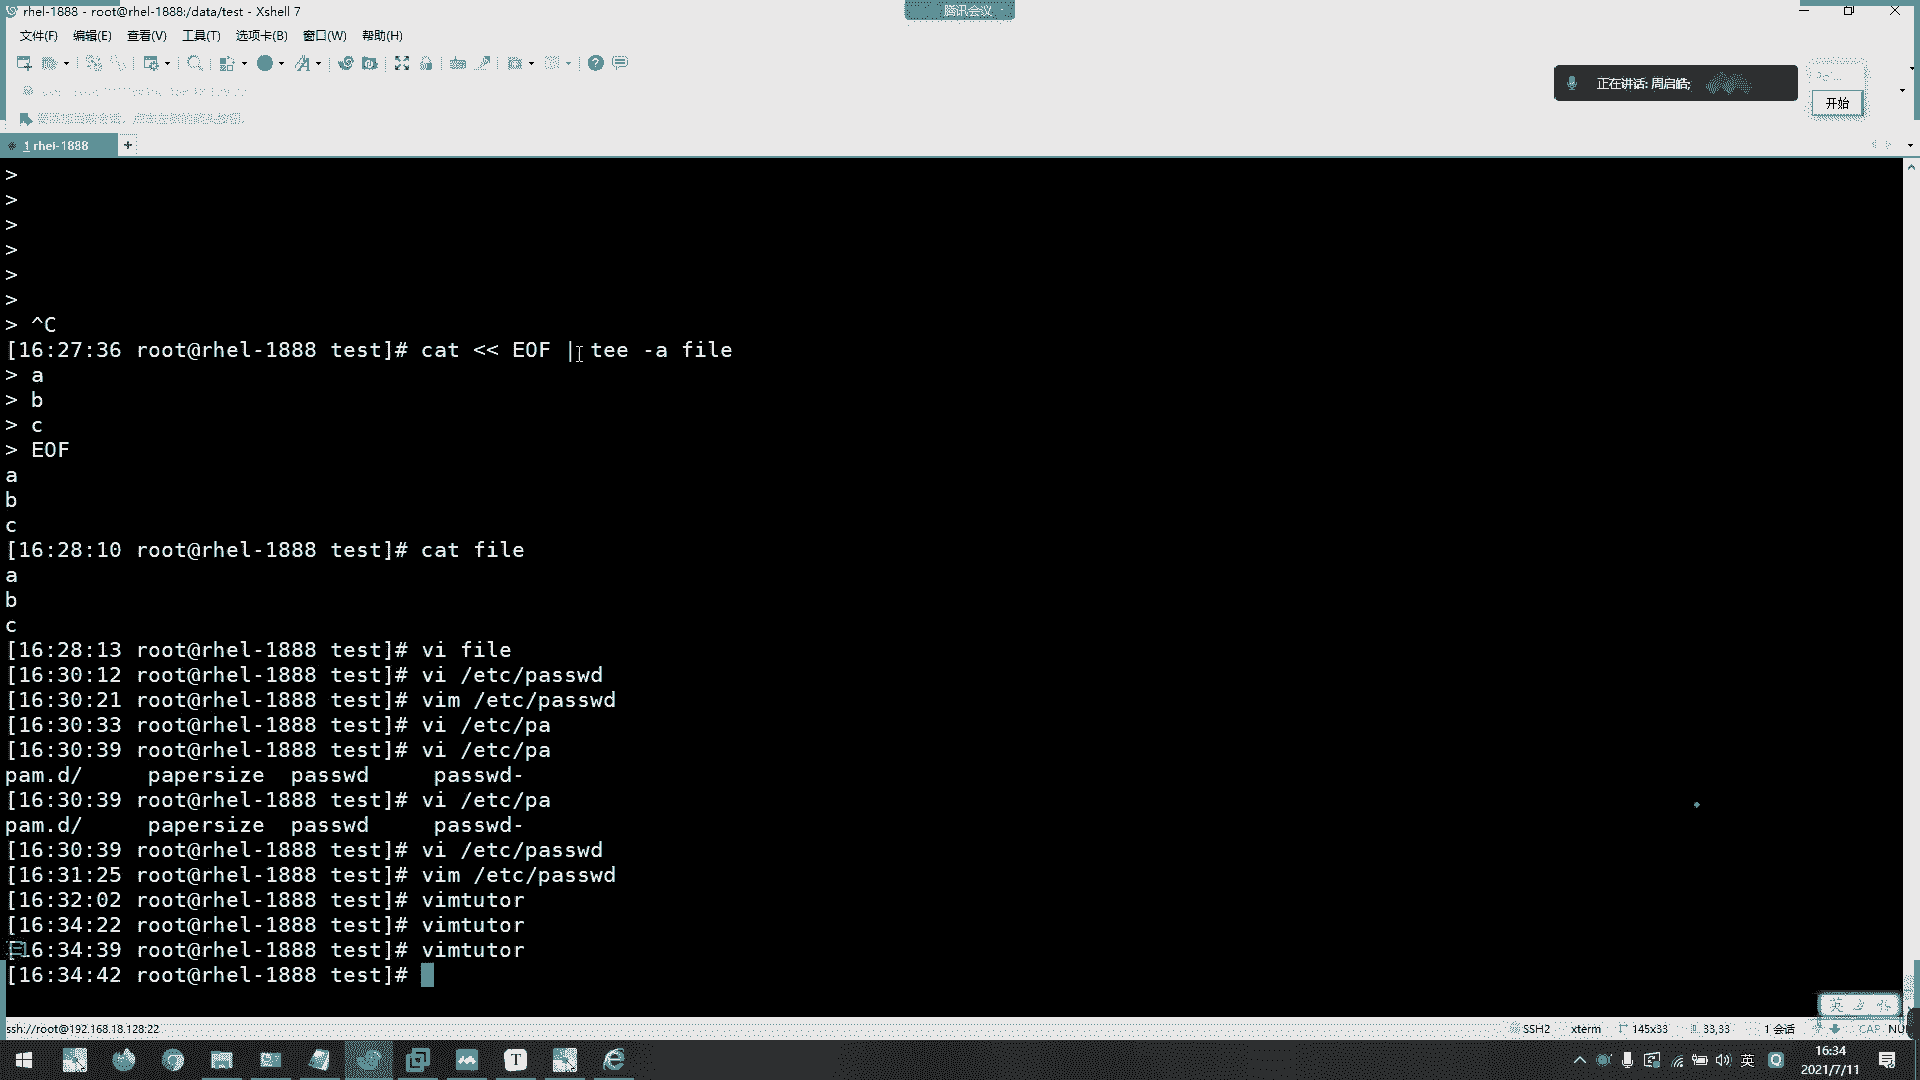 rhel-1888 - root@rhel-1888:/data/test - Xshell 7
腾讯会议
文件(F) 编辑(E) 查看(V) 工具(T) 选项卡(B) 窗口(W) 帮助(H)
正在讲话: 周启皓;
开始
1 rhel-1888 +
>
>
>
>
>
>
> ^C
[16:27:36 root@rhel-1888 test]# cat << EOF | tee -a file
> a
> b
> c
> EOF
a
b
c
[16:28:10 root@rhel-1888 test]# cat file
a
b
c
[16:28:13 root@rhel-1888 test]# vi file
[16:30:12 root@rhel-1888 test]# vi /etc/passwd
[16:30:21 root@rhel-1888 test]# vim /etc/passwd
[16:30:33 root@rhel-1888 test]# vi /etc/pa
[16:30:39 root@rhel-1888 test]# vi /etc/pa
pam.d/ papersize passwd passwd-
[16:30:39 root@rhel-1888 test]# vi /etc/pa
pam.d/ papersize passwd passwd-
[16:30:39 root@rhel-1888 test]# vi /etc/passwd
[16:31:25 root@rhel-1888 test]# vim /etc/passwd
[16:32:02 root@rhel-1888 test]# vimtutor
[16:34:22 root@rhel-1888 test]# vimtutor
[16:34:39 root@rhel-1888 test]# vimtutor
[16:34:42 root@rhel-1888 test]#
英
ssh://root@192.168.18.128:22 SSH2 xterm 145x33 33,33 1 会话 CAP NUM
英 16:34
2021/7/11